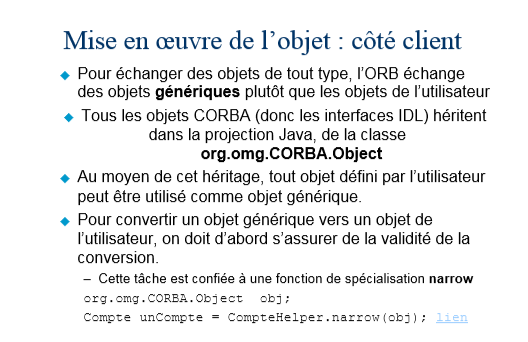 Mise en œuvre de l'objet : côté client
Pour échanger des objets de tout type, l'ORB échange
des objets génériques plutôt que les objets de l'utilisateur
Tous les objets CORBA (donc les interfaces IDL) héritent
dans la projection Java, de la classe
org.omg.CORBA.Object
Au moyen de cet héritage, tout objet défini par l'utilisateur
peut être utilisé comme objet générique.
Pour convertir un objet générique vers un objet de
l'utilisateur, on doit d'abord s'assurer de la validité de la
conversion.
– Cette tâche est confiée à une fonction de spécialisation narrow
org.omg.CORBA.Object obj;
Compte unCompte = CompteHelper.narrow(obj); lien